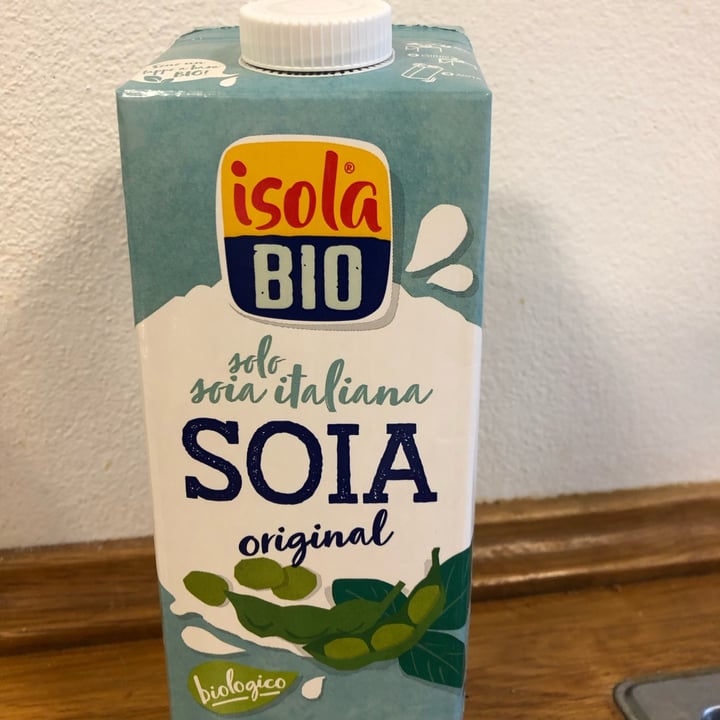 isola®
BIO
solo
soia italiana
SOIA
original
biologico